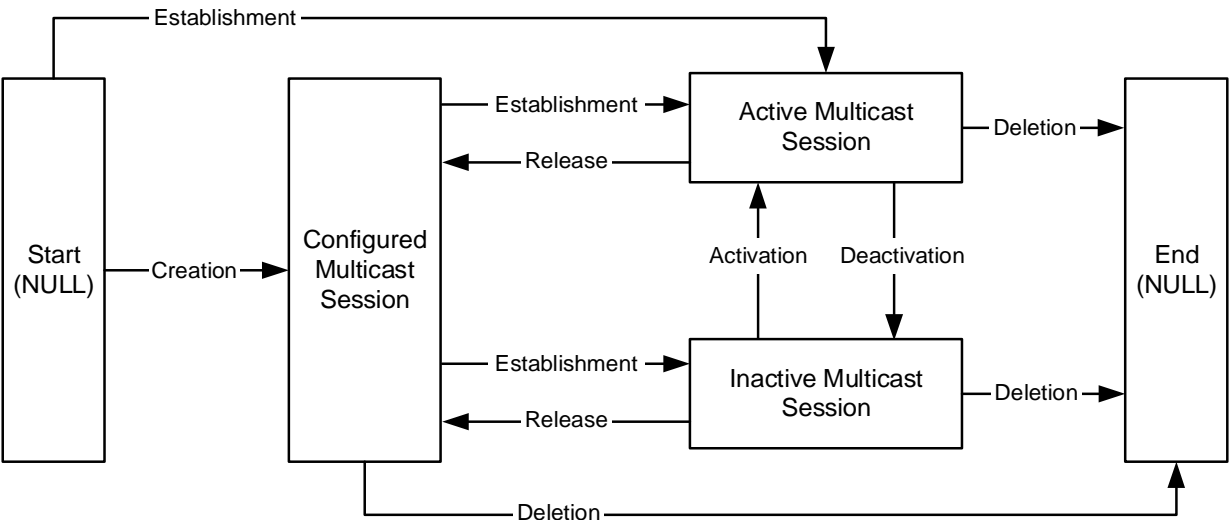 Establishment
Establishment
Active Multicast
Session
Deletion
Release
Start
(NULL)
Creation
Configured
Multicast
Session
Activation
Deactivation
End
(NULL)
Establishment
Inactive Multicast
Session
Deletion
Release
Deletion